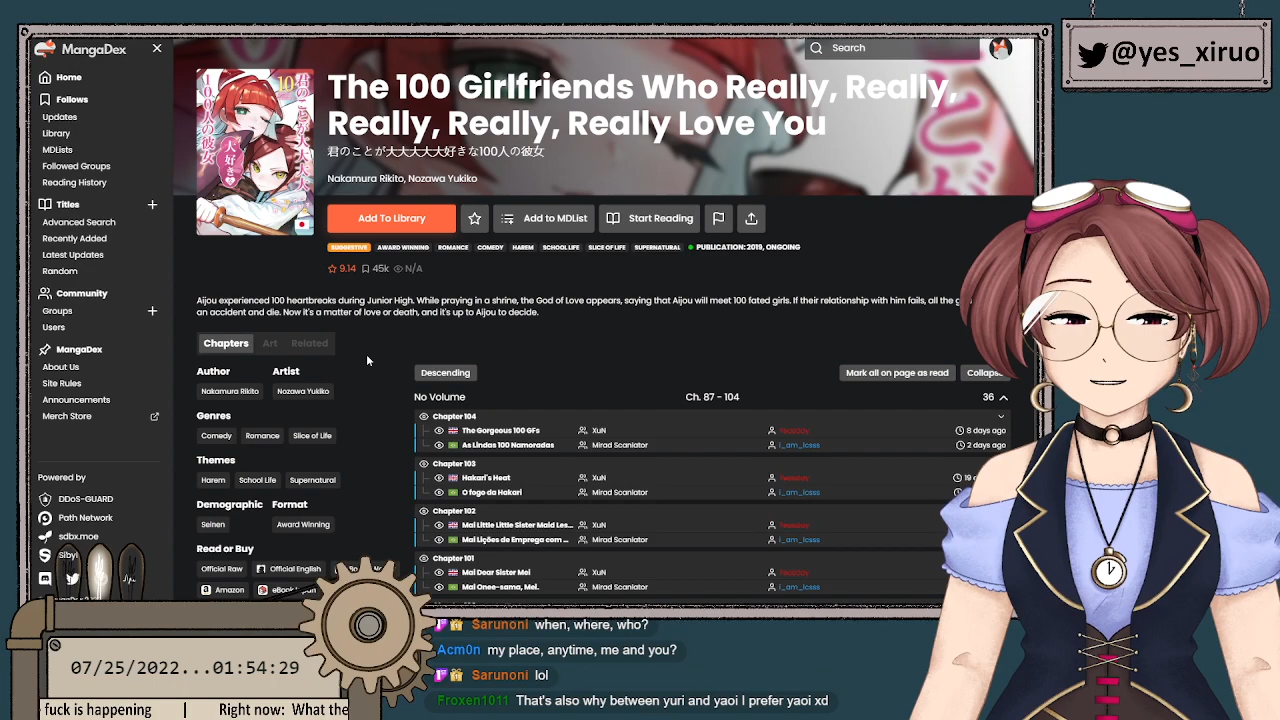 MangaDex
Home
Follows
Updates
Library
MDLists
Followed Groups
Reading History
Titles
Advanced Search
Recently Added
Latest Updates
Random
Community
Groups
Users
MangaDex
About Us
Site Rules
Announcements
Merch Store
Powered by
DDoS-GUARD
Path Network
sdbx.moe
Search
The 100 Girlfriends Who Really, Really,
Really, Really, Really Love You
君のことが大大大大大好きな100人の彼女
Nakamura Rikito, Nozawa Yukiko
Add To Library
Add to MDList
Start Reading
SUGGESTIVE AWARD WINNING ROMANCE COMEDY HAREM SCHOOL LIFE SLICE OF LIFE SUPERNATURAL PUBLICATION: 2019, ONGOING
9.14 45k N/A
Aijou experienced 100 heartbreaks during Junior High. While praying in a shrine, the God of Love appears, saying that Aijou will meet 100 fated girls. If their relationship with him fails, all the
an accident and die. Now it's a matter of love or death, and it's up to Aijou to decide.
Chapters Art Related
Author Artist
Nakamura Rikito Nozawa Yukiko
Genres
Comedy Romance Slice of Life
Themes
Harem School Life Supernatural
Demographic Format
Seinen Award Winning
Read or Buy
Official Raw Official English
Amazon
Descending Mark all on page as read Collapse
No Volume Ch. 87 - 104 36
Chapter 104
The Gorgeous 100 GFs XuN Yeasday 8 days ago
As Lindas 100 Namoradas Mirad Scanlator i_am_lcsss 2 days ago
Chapter 103
Hakari's Heat XuN Yeasday
O fogo da Hakari Mirad Scanlator i_am_lcsss
Chapter 102
Mai Little Little Sister Maid Les... XuN Yeasday
Mai Lições de Emprega com ... Mirad Scanlator i_am_lcsss
Chapter 101
Mai Dear Sister Mei XuN Yeasday
Mai Onee-sama, Mei. Mirad Scanlator i_am_lcsss
@yes_xiruo
07/25/2022...01:54:29
fuck is happening | Right now: What the
Sarunoni when, where, who?
Acm0n my place, anytime, me and you?
Sarunoni lol
Froxen1011 That's also why between yuri and yaoi I prefer yaoi xd